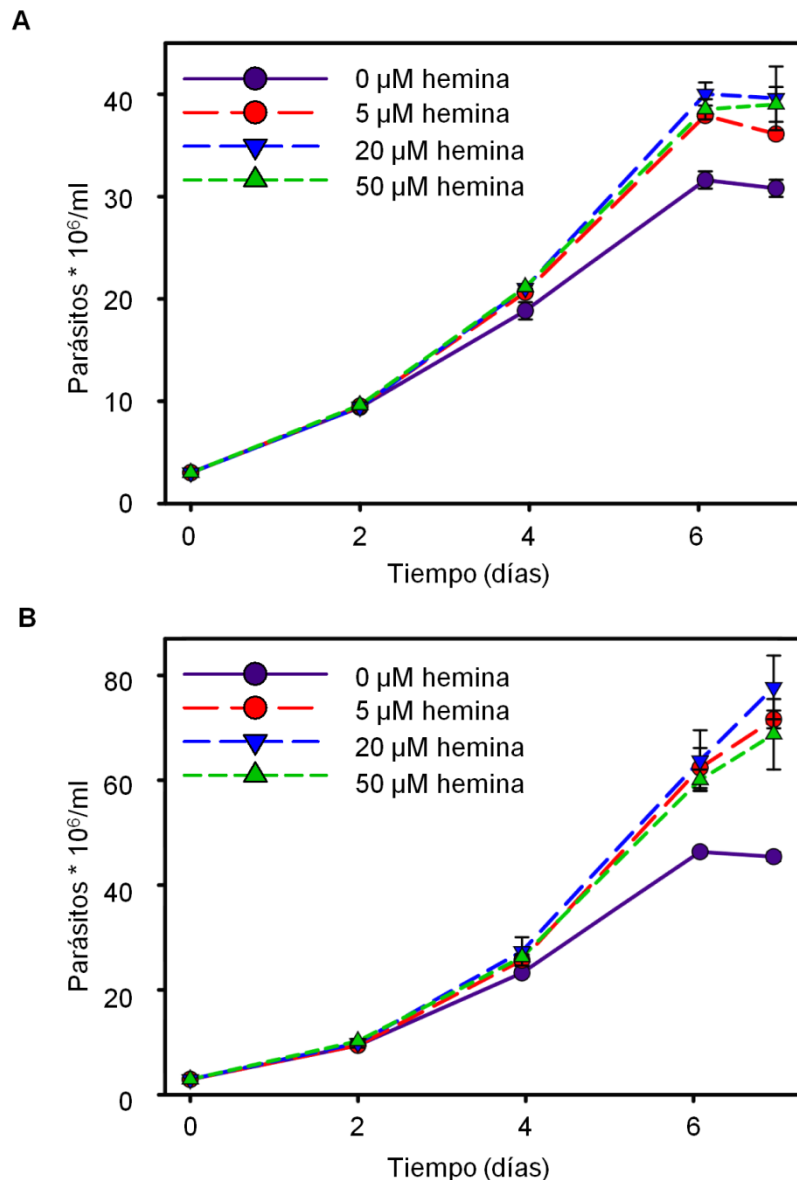 A
0 µM hemina
5 µM hemina
20 µM hemina
50 µM hemina
Parásitos * 10⁶/ml
40
30
20
10
0
0 2 4 6
Tiempo (días)
B
0 µM hemina
5 µM hemina
20 µM hemina
50 µM hemina
Parásitos * 10⁶/ml
80
60
40
20
0
0 2 4 6
Tiempo (días)